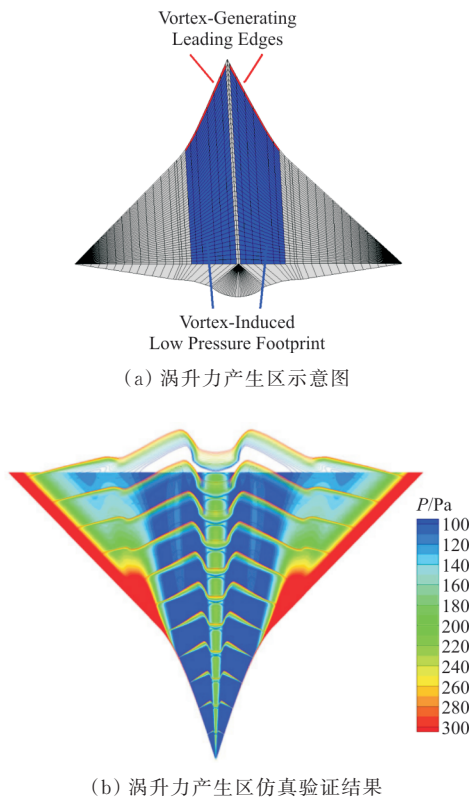 Vortex-Generating
Leading Edges
Vortex-Induced
Low Pressure Footprint
(a) 涡升力产生区示意图
P/Pa
100
120
140
160
180
200
220
240
260
280
300
(b) 涡升力产生区仿真验证结果